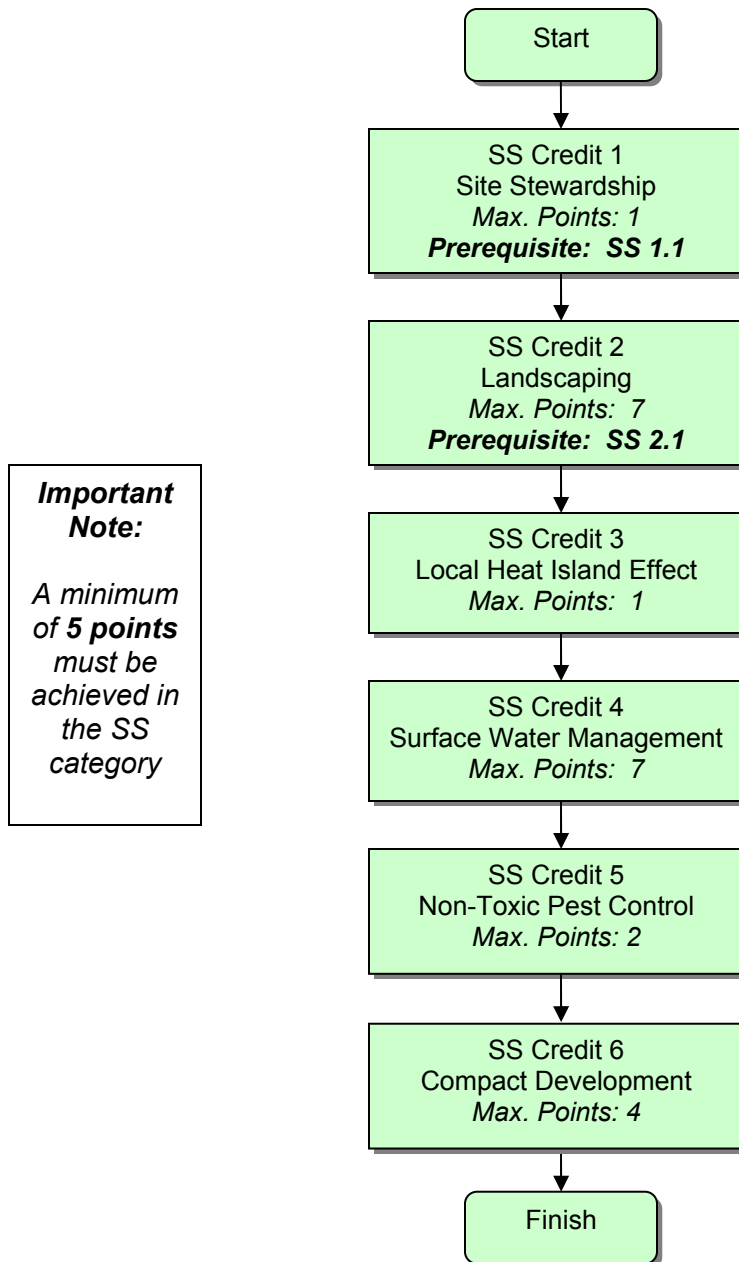 Start
SS Credit 1
Site Stewardship
Max. Points: 1
Prerequisite: SS 1.1
SS Credit 2
Landscaping
Max. Points: 7
Prerequisite: SS 2.1
Important
Note:
A minimum
of 5 points
must be
achieved in
the SS
category
SS Credit 3
Local Heat Island Effect
Max. Points: 1
SS Credit 4
Surface Water Management
Max. Points: 7
SS Credit 5
Non-Toxic Pest Control
Max. Points: 2
SS Credit 6
Compact Development
Max. Points: 4
Finish